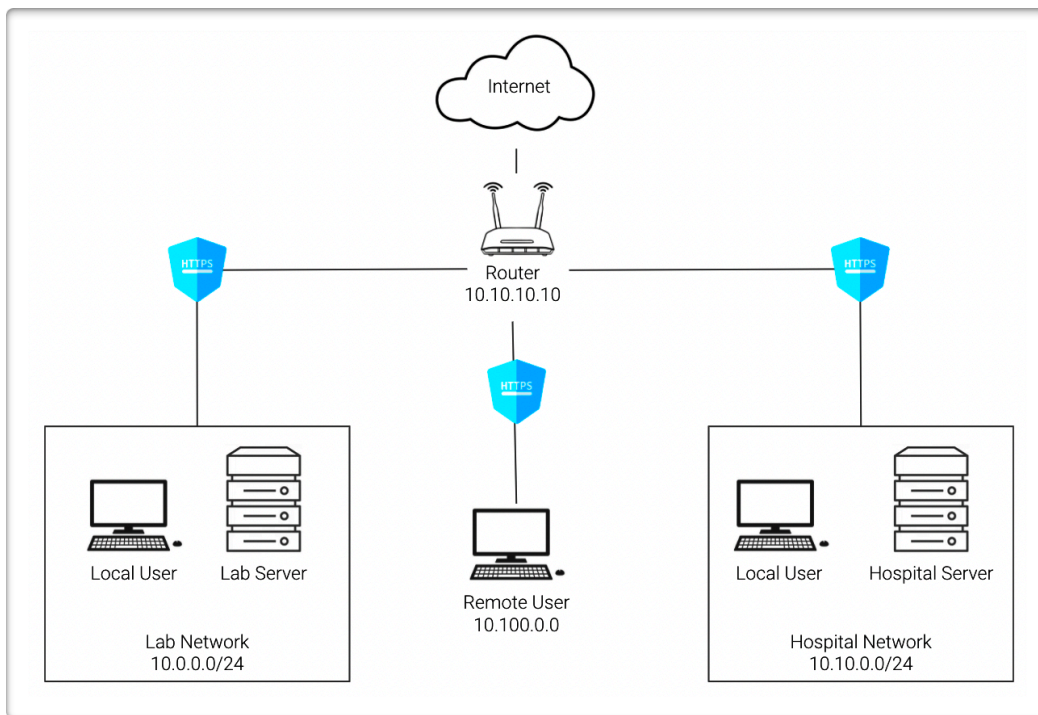 Internet
Router
10.10.10.10
HTTPS
HTTPS
HTTPS
Local User
Lab Server
Lab Network
10.0.0.0/24
Remote User
10.100.0.0
Local User
Hospital Server
Hospital Network
10.10.0.0/24